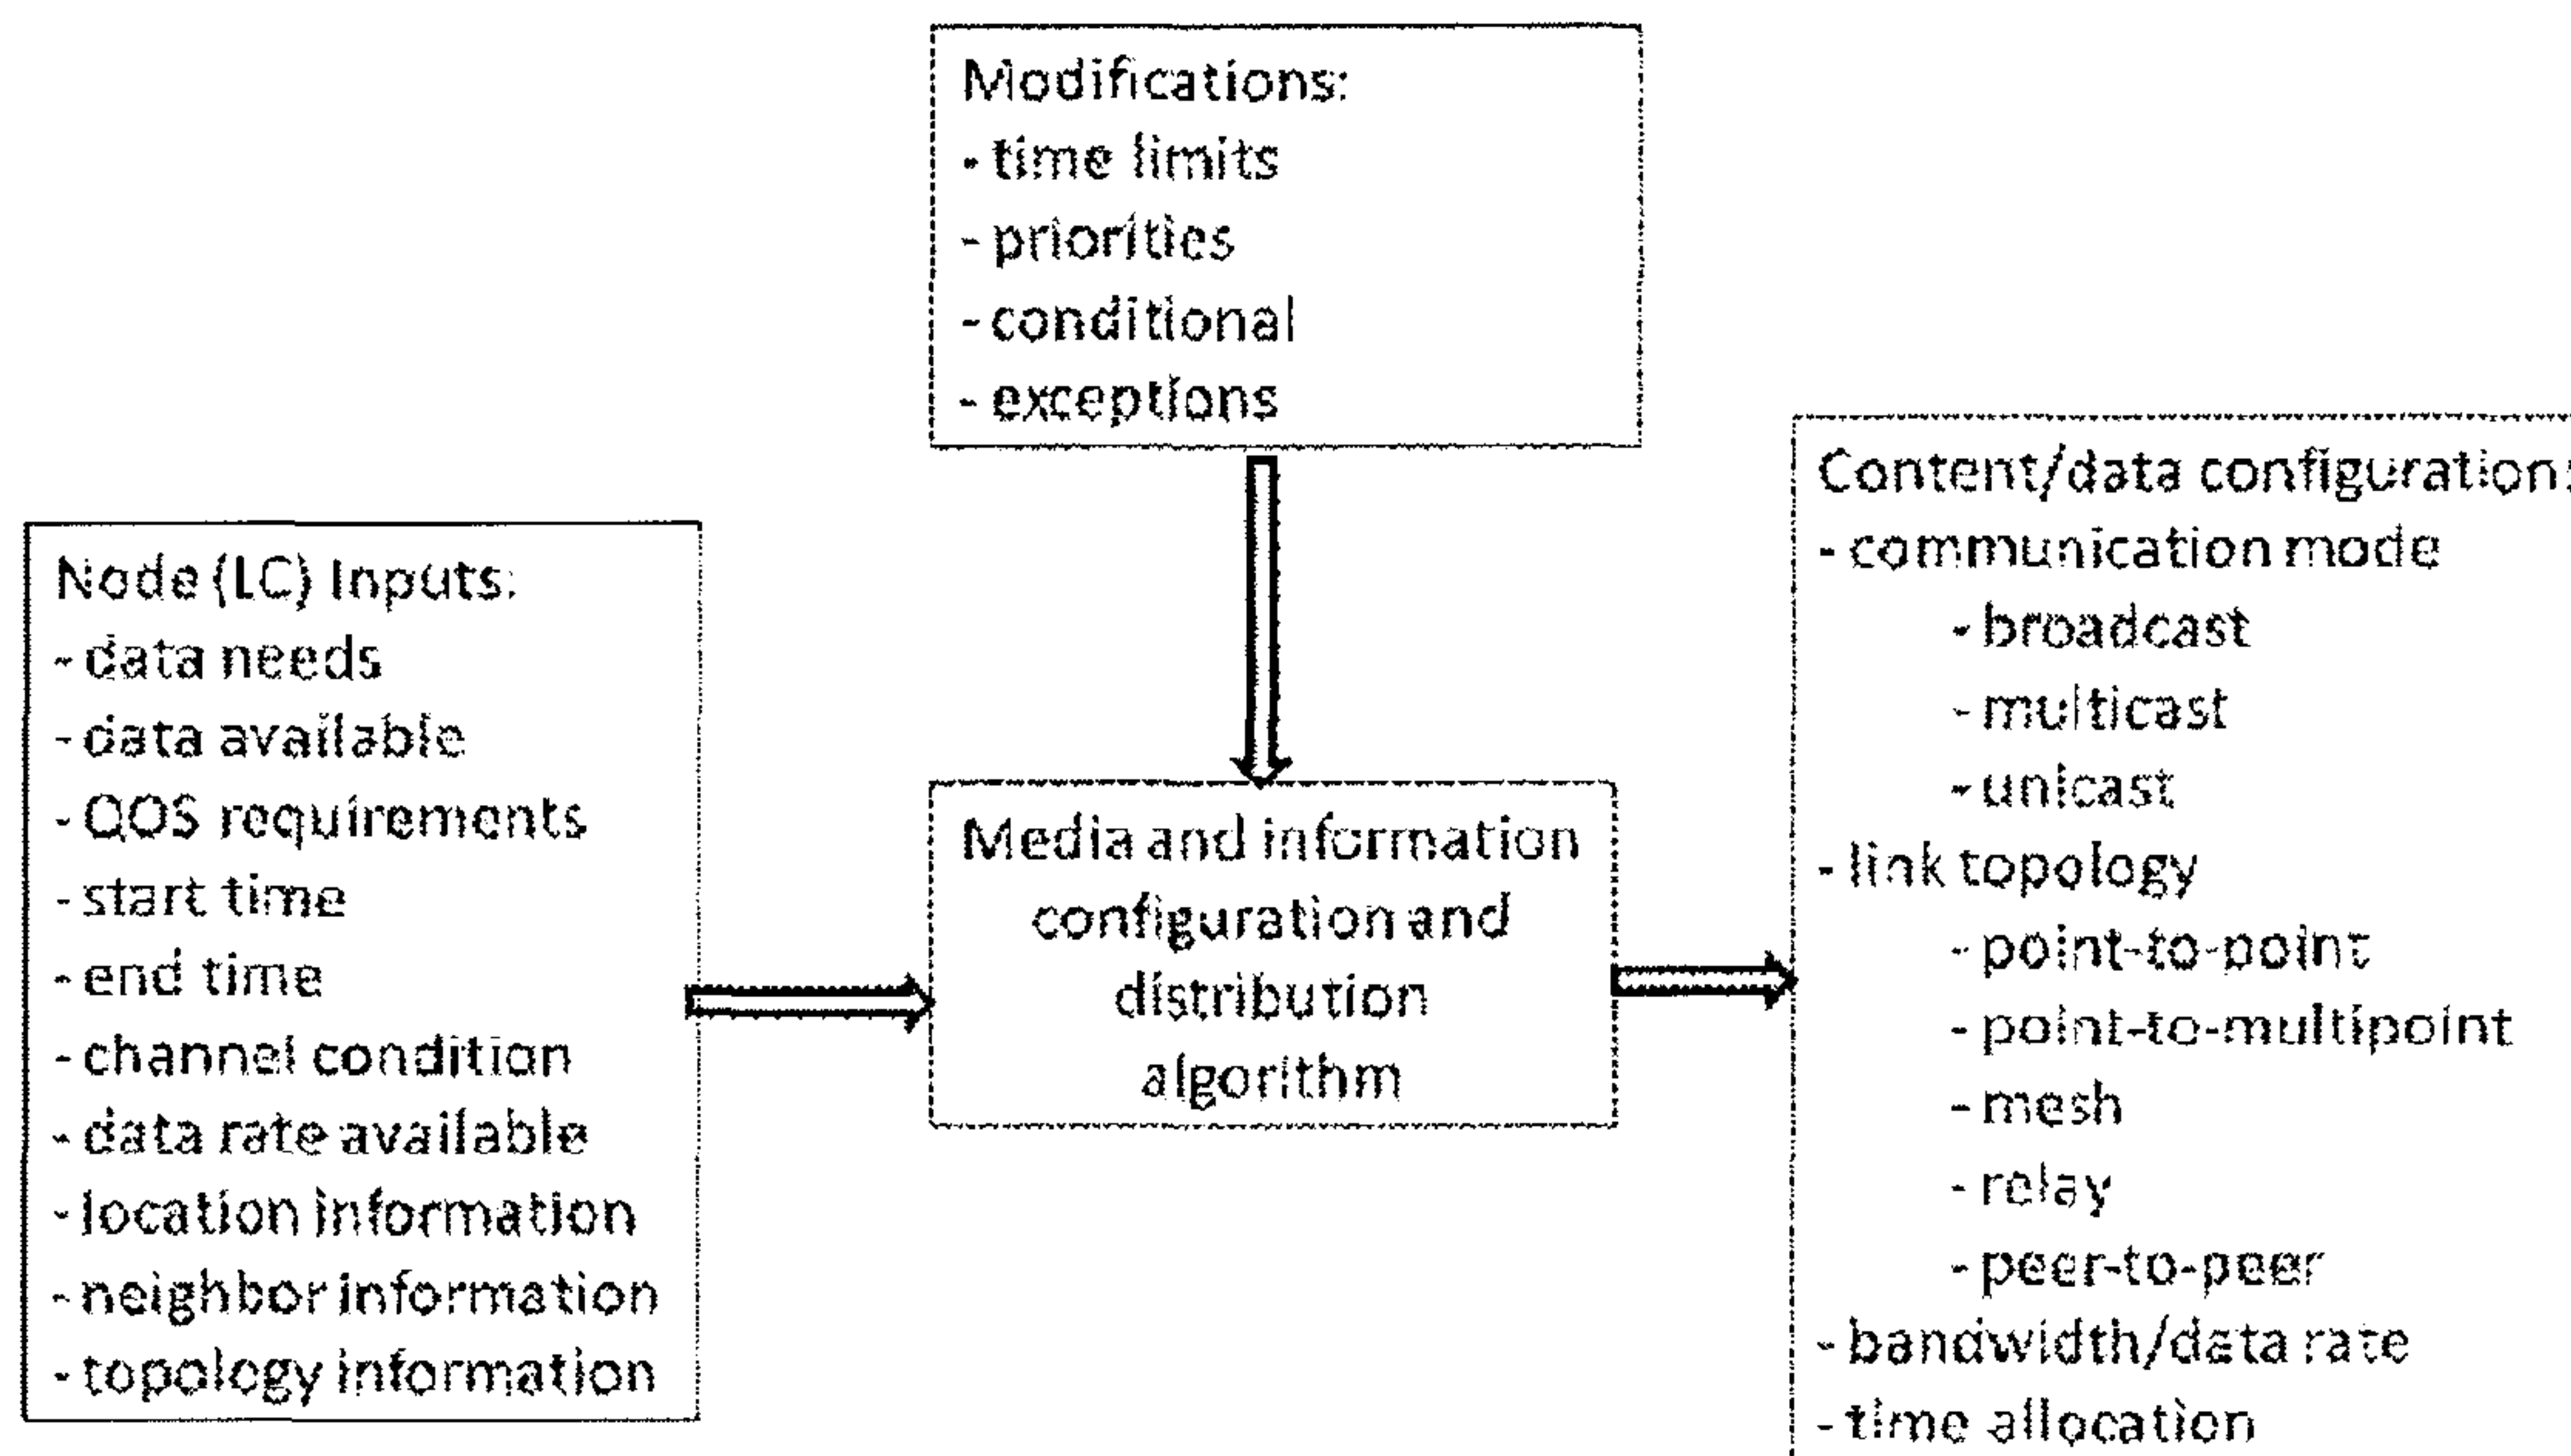 Modifications:
- time limits
- priorities
- conditional
- exceptions
Node (LC) Inputs:
- data needs
- data available
- QOS requirements
- start time
- end time
- channel condition
- data rate available
- location information
- neighbor information
- topology information
Media and information
configuration and
distribution
algorithm
Content/data configuration:
- communication mode
- broadcast
- multicast
- unicast
- link topology
- point-to-point
- point-to-multipoint
- mesh
- relay
- peer-to-peer
- bandwidth/data rate
- time allocation